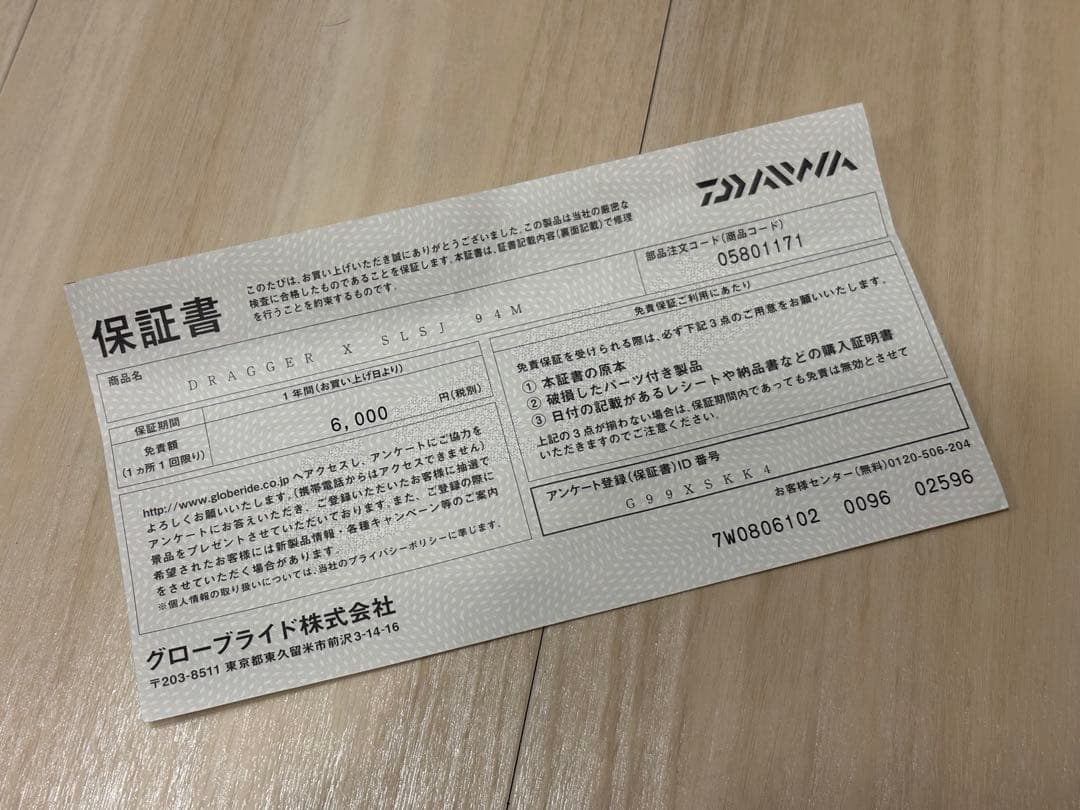 DAIWA
保証書
このたびは、お買い上げいただき誠にありがとうございました。この製品は当社の厳密な
検査に合格したものであることを保証します。本証書は、証書記載内容(裏面記載)で修理
を行うことを約束するものです。
部品注文コード(商品コード)
05801171
商品名
DRAGGER X SLSJ 94M
保証期間
1年間(お買い上げ日より)
免責額
(1ヵ所1回限り)
6,000
円(税別)
http://www.globeride.co.jp へアクセスし、アンケートにご協力を
よろしくお願いいたします。(携帯電話からはアクセスできません)
アンケートにお答えいただき、ご登録いただいたお客様に抽選で
景品をプレゼントさせていただいております。また、ご登録の際に
希望されたお客様には新製品情報・各種キャンペーン等のご案内
をさせていただく場合があります。
※個人情報の取り扱いについては、当社のプライバシーポリシーに準じます。
免責保証ご利用にあたり
免責保証を受けられる際は、必ず下記3点のご用意をお願いいたします。
① 本証書の原本
② 破損したパーツ付き製品
③ 日付の記載があるレシートや納品書などの購入証明書
上記の3点が揃わない場合は、保証期間内であっても免責は無効とさせて
いただきますのでご注意ください。
アンケート登録(保証書)ID番号
G99XSKK4
お客様センター(無料)0120-506-204
7W0806102 0096 02596
グローブライド株式会社
〒203-8511 東京都東久留米市前沢3-14-16